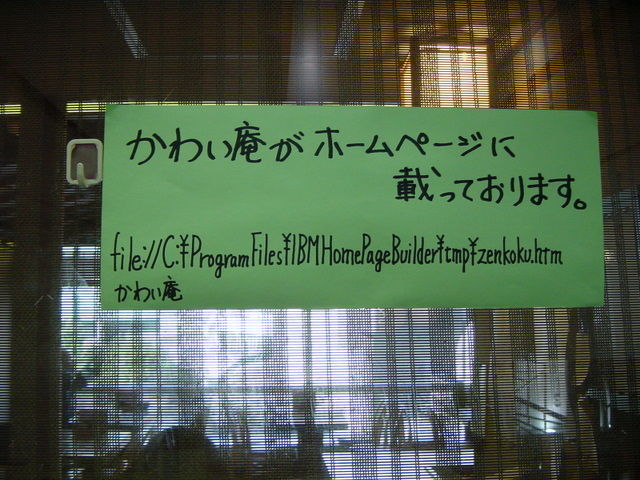 かわい庵がホームページに
載っております。
file://C:¥ProgramFiles¥IBMHomePageBuilder¥tmp¥zenkoku.htm
かわい庵